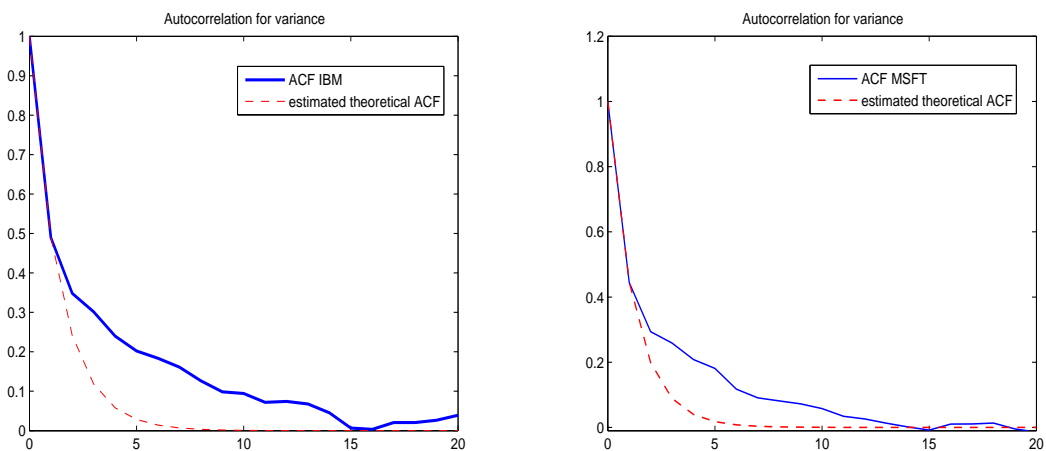 Autocorrelation for variance
1
0.9
0.8
0.7
0.6
0.5
0.4
0.3
0.2
0.1
0
0 5 10 15 20
ACF IBM
estimated theoretical ACF
Autocorrelation for variance
1.2
1
0.8
0.6
0.4
0.2
0
0 5 10 15 20
ACF MSFT
estimated theoretical ACF